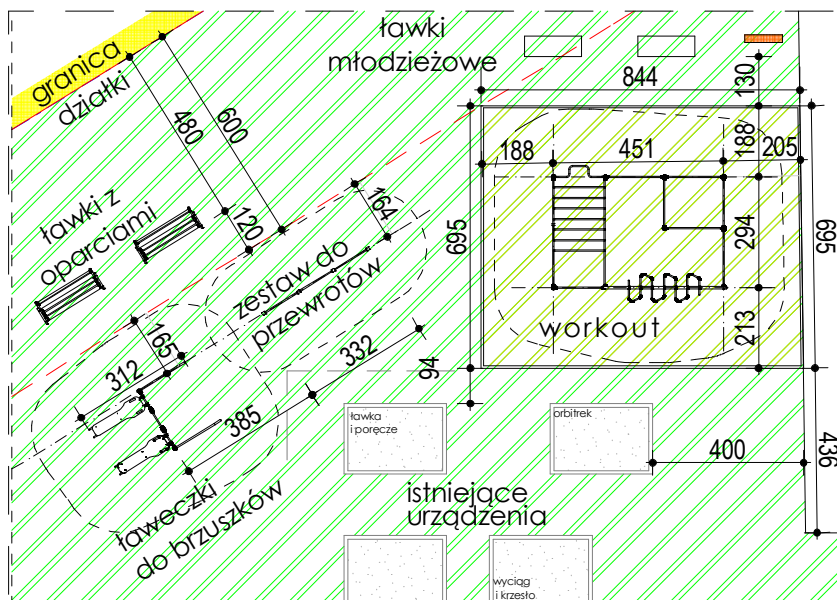 ławki
młodzieżowe
granica
działki
480
600
844
130
188
451
188
205
ławki z
oparciami
120
164
695
294
695
zestaw do
przewrotów
workout
213
165
312
332
94
385
ławka
i poręcze
orbitrek
400
436
ławeczki
do brzuszków
istniejące
urządzenia
wyciąg
i krzesło